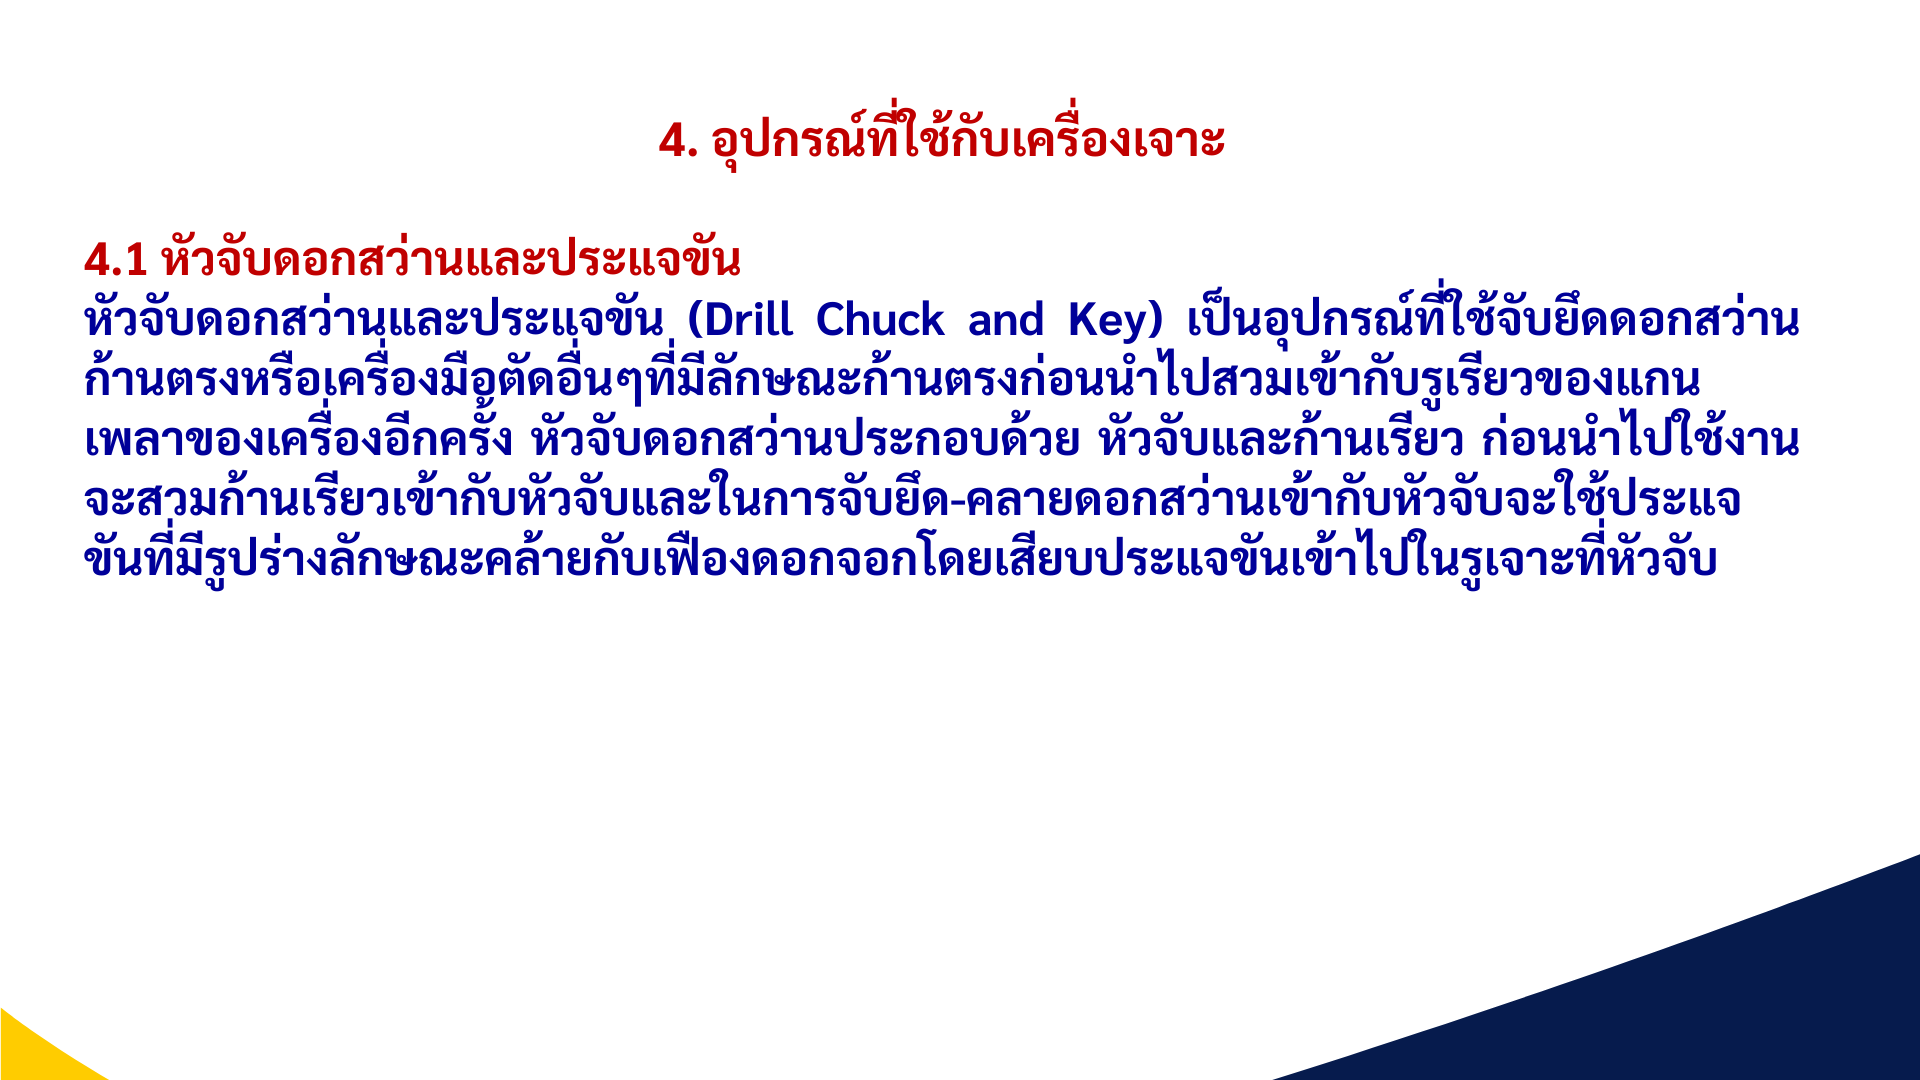 4. อุปกรณ์ที่ใช้กับเครื่องเจาะ
4.1 หัวจับดอกสว่านและประแจขัน
หัวจับดอกสว่านและประแจขัน (Drill Chuck and Key) เป็นอุปกรณ์ที่ใช้จับยึดดอกสว่าน
ก้านตรงหรือเครื่องมือตัดอื่นๆที่มีลักษณะก้านตรงก่อนนำไปสวมเข้ากับรูเรียวของแกน
เพลาของเครื่องอีกครั้ง หัวจับดอกสว่านประกอบด้วย หัวจับและก้านเรียว ก่อนนำไปใช้งาน
จะสวมก้านเรียวเข้ากับหัวจับและในการจับยึด-คลายดอกสว่านเข้ากับหัวจับจะใช้ประแจ
ขันที่มีรูปร่างลักษณะคล้ายกับเฟืองดอกจอกโดยเสียบประแจขันเข้าไปในรูเจาะที่หัวจับ